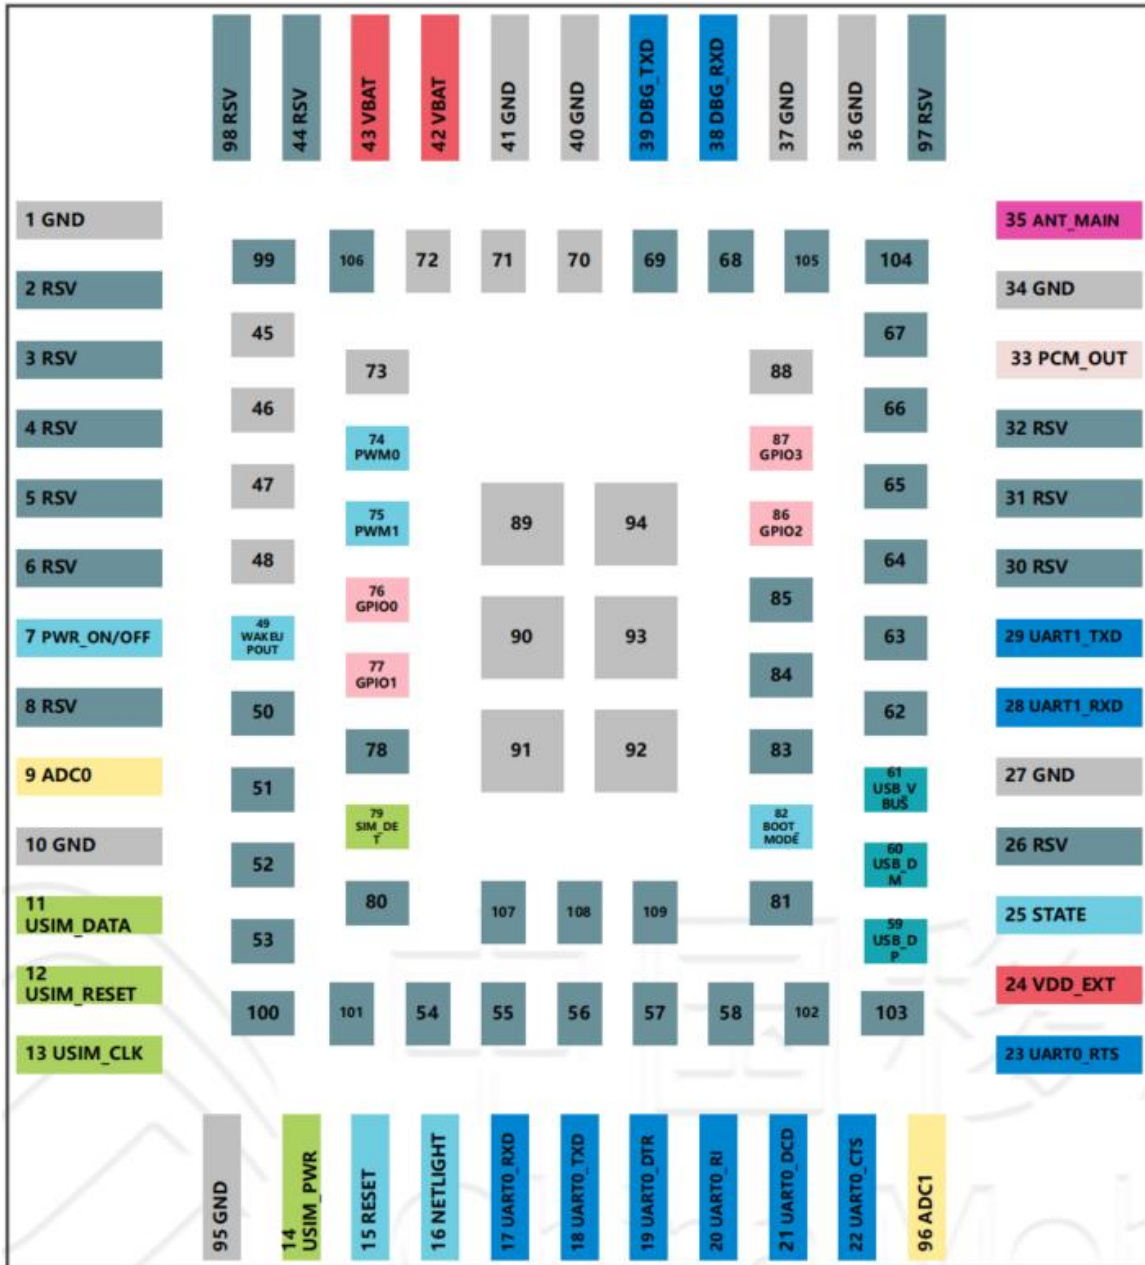 98 RSV
44 RSV
43 VBAT
42 VBAT
41 GND
40 GND
39 DBG_TXD
38 DBG_RXD
37 GND
36 GND
97 RSV
1 GND
2 RSV
3 RSV
4 RSV
5 RSV
6 RSV
7 PWR_ON/OFF
8 RSV
9 ADC0
10 GND
11
USIM_DATA
12
USIM_RESET
13 USIM_CLK
99
45
46
47
48
49
WAKEU
POUT
50
51
52
53
100
106
72
71
70
69
68
105
104
73
74
PWM0
75
PWM1
76
GPIO0
77
GPIO1
78
79
SIM_DE
T
80
89
94
90
93
91
92
107
108
109
88
87
GPIO3
86
GPIO2
85
84
83
82
BOOT
MODE
81
67
66
65
64
63
62
61
USB_V
BUS
60
USB_D
M
59
USB_D
P
101
54
55
56
57
58
102
103
35 ANT_MAIN
34 GND
33 PCM_OUT
32 RSV
31 RSV
30 RSV
29 UART1_TXD
28 UART1_RXD
27 GND
26 RSV
25 STATE
24 VDD_EXT
23 UART0_RTS
95 GND
14
USIM_PWR
15 RESET
16 NETLIGHT
17 UART0_RXD
18 UART0_TXD
19 UART0_DTR
20 UART0_RI
21 UART0_DCD
22 UART0_CTS
96 ADC1